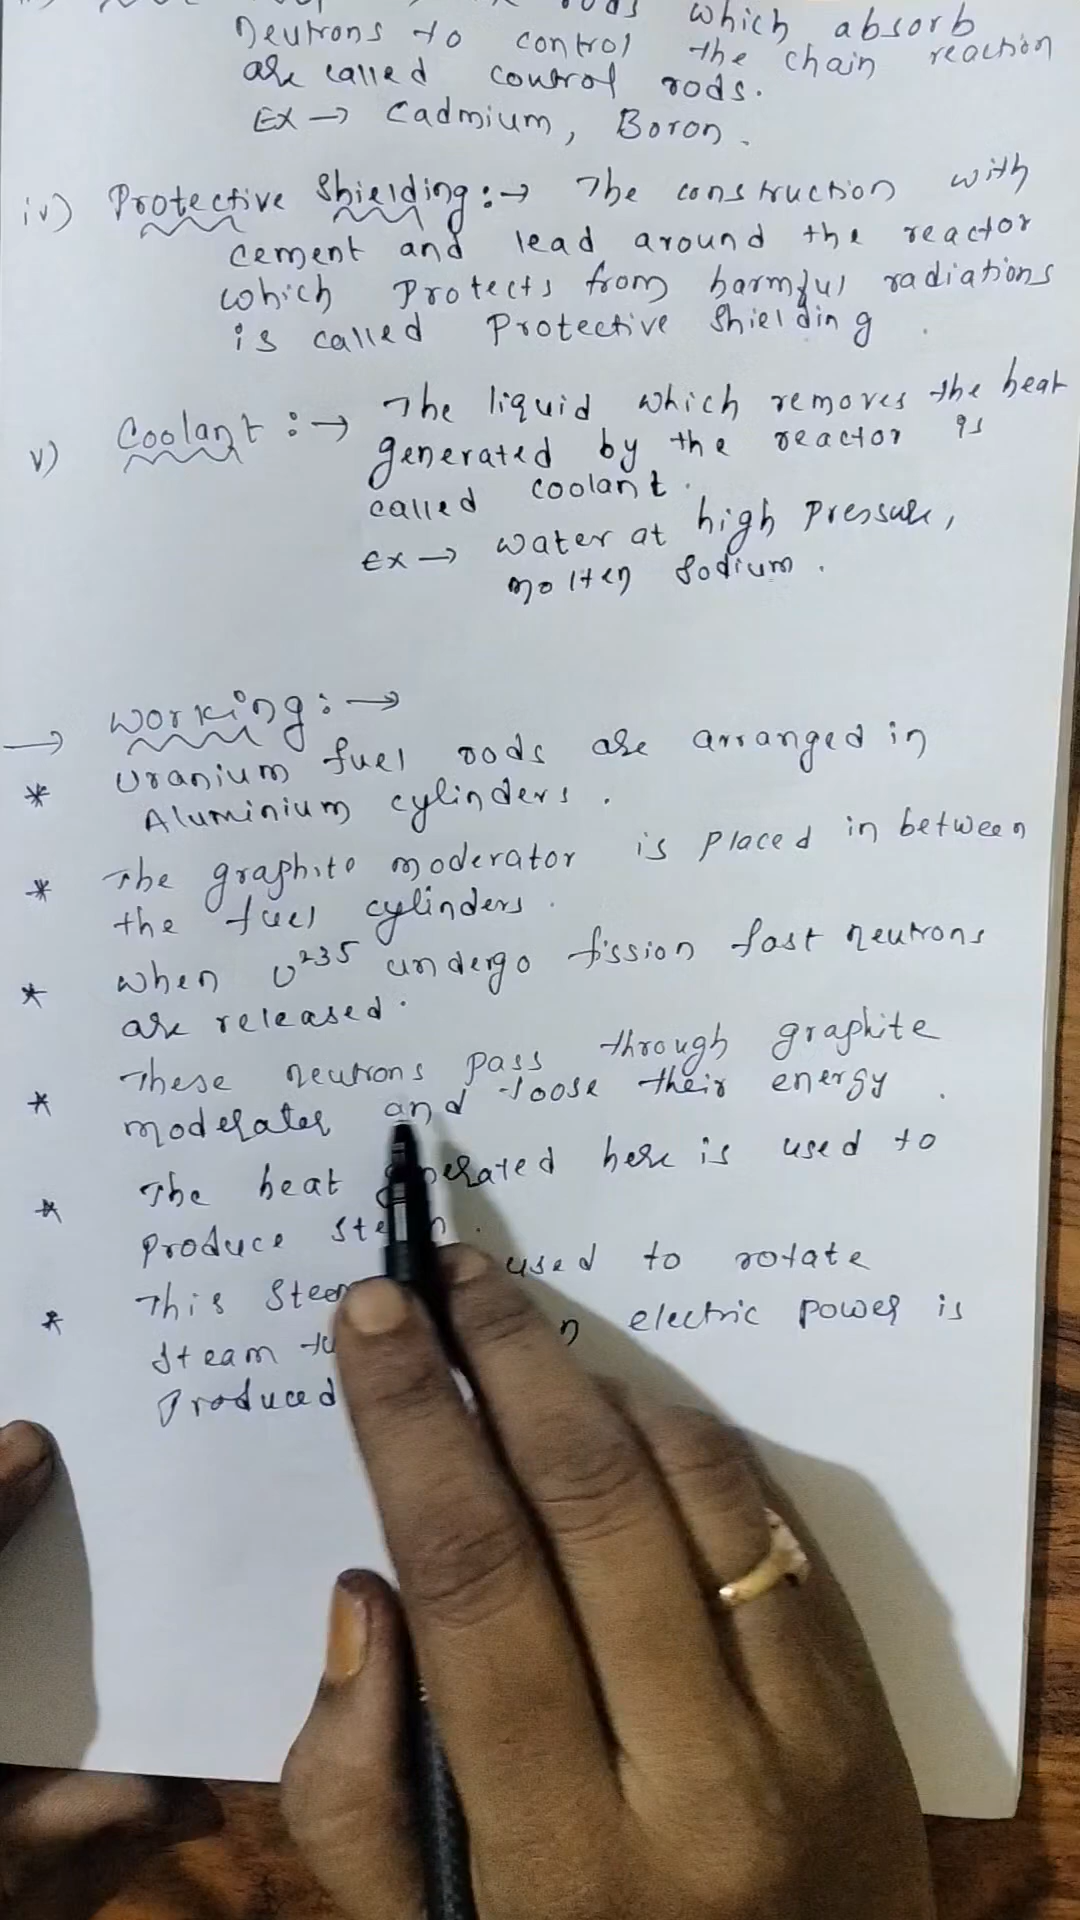 which absorb
neutrons to control the chain reaction
are called control rods.
Ex → Cadmium, Boron.
iv) Protective Shielding :→ The construction with
cement and lead around the reactor
which Protects from harmful radiations
is called Protective Shielding
v) Coolant :→ The liquid which removes the heat
generated by the reactor is
called coolant.
Ex → water at high Pressure,
molten Sodium.
→ Working :→
* Uranium fuel rods are arranged in
Aluminium cylinders.
* The graphite moderator is placed in between
the fuel cylinders.
* When U²³⁵ undergo fission fast neutrons
are released.
* These neutrons pass through graphite
moderater and loose their energy.
* The heat here is used to
produce
* This used to rotate
Steam electric power is
Produced